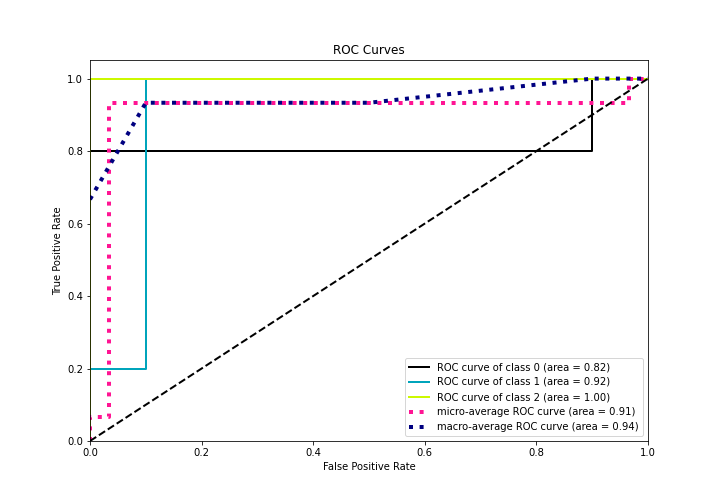 ROC Curves
True Positive Rate
1.0
0.8
0.6
0.4
0.2
0.0
0.0 0.2 0.4 0.6 0.8 1.0
False Positive Rate
ROC curve of class 0 (area = 0.82)
ROC curve of class 1 (area = 0.92)
ROC curve of class 2 (area = 1.00)
micro-average ROC curve (area = 0.91)
macro-average ROC curve (area = 0.94)